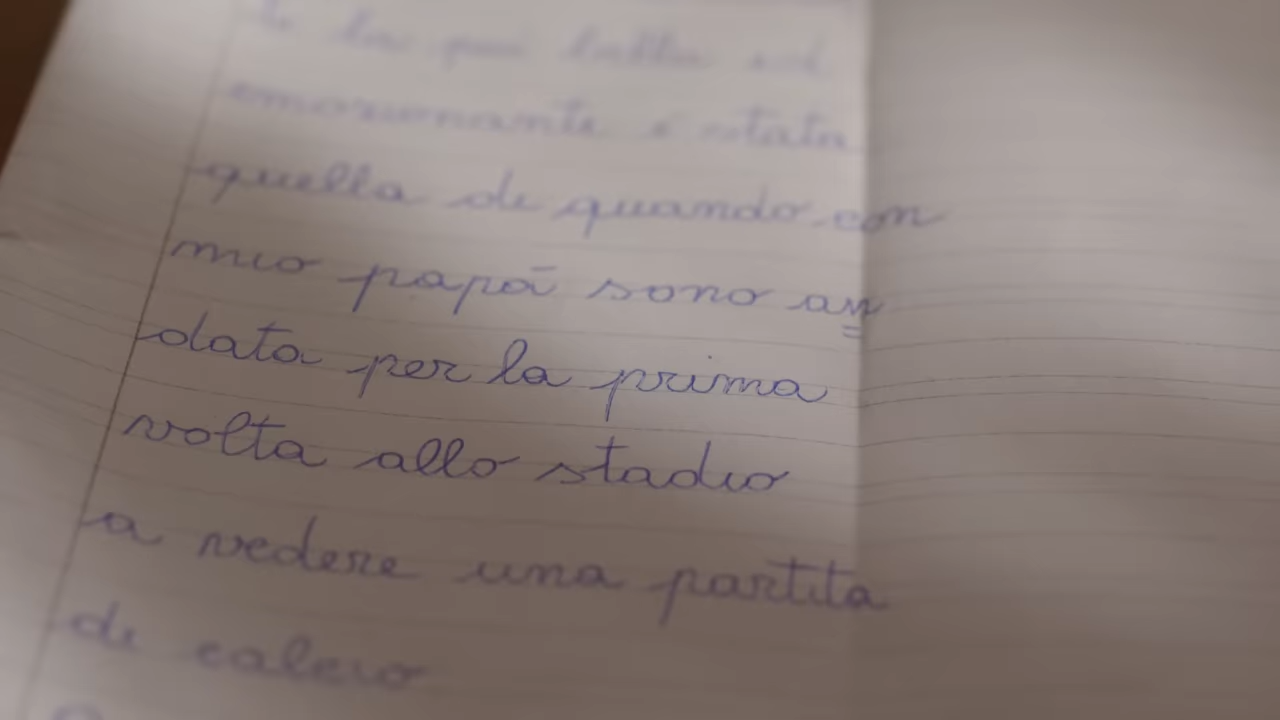 la più bella ed
emozionante è stata
quella di quando con
mio papà sono an=
data per la prima
volta allo stadio
a vedere una partita
di calcio